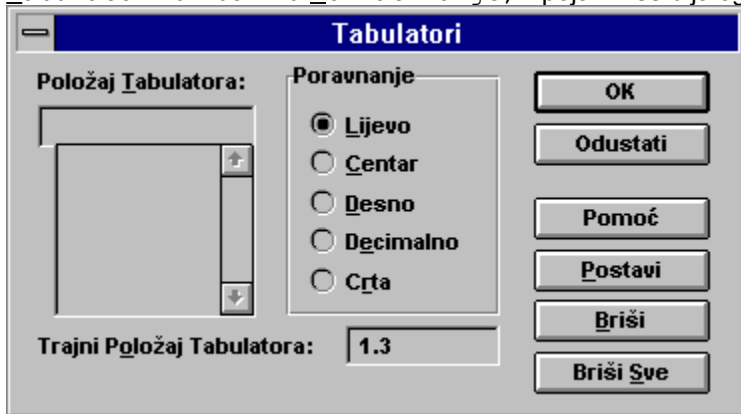 Tabulatori
Položaj Tabulatora:
Poravnanje
Lijevo
Centar
Desno
Decimalno
Crta
Trajni Položaj Tabulatora: 1.3
OK
Odustati
Pomoć
Postavi
Briši
Briši Sve